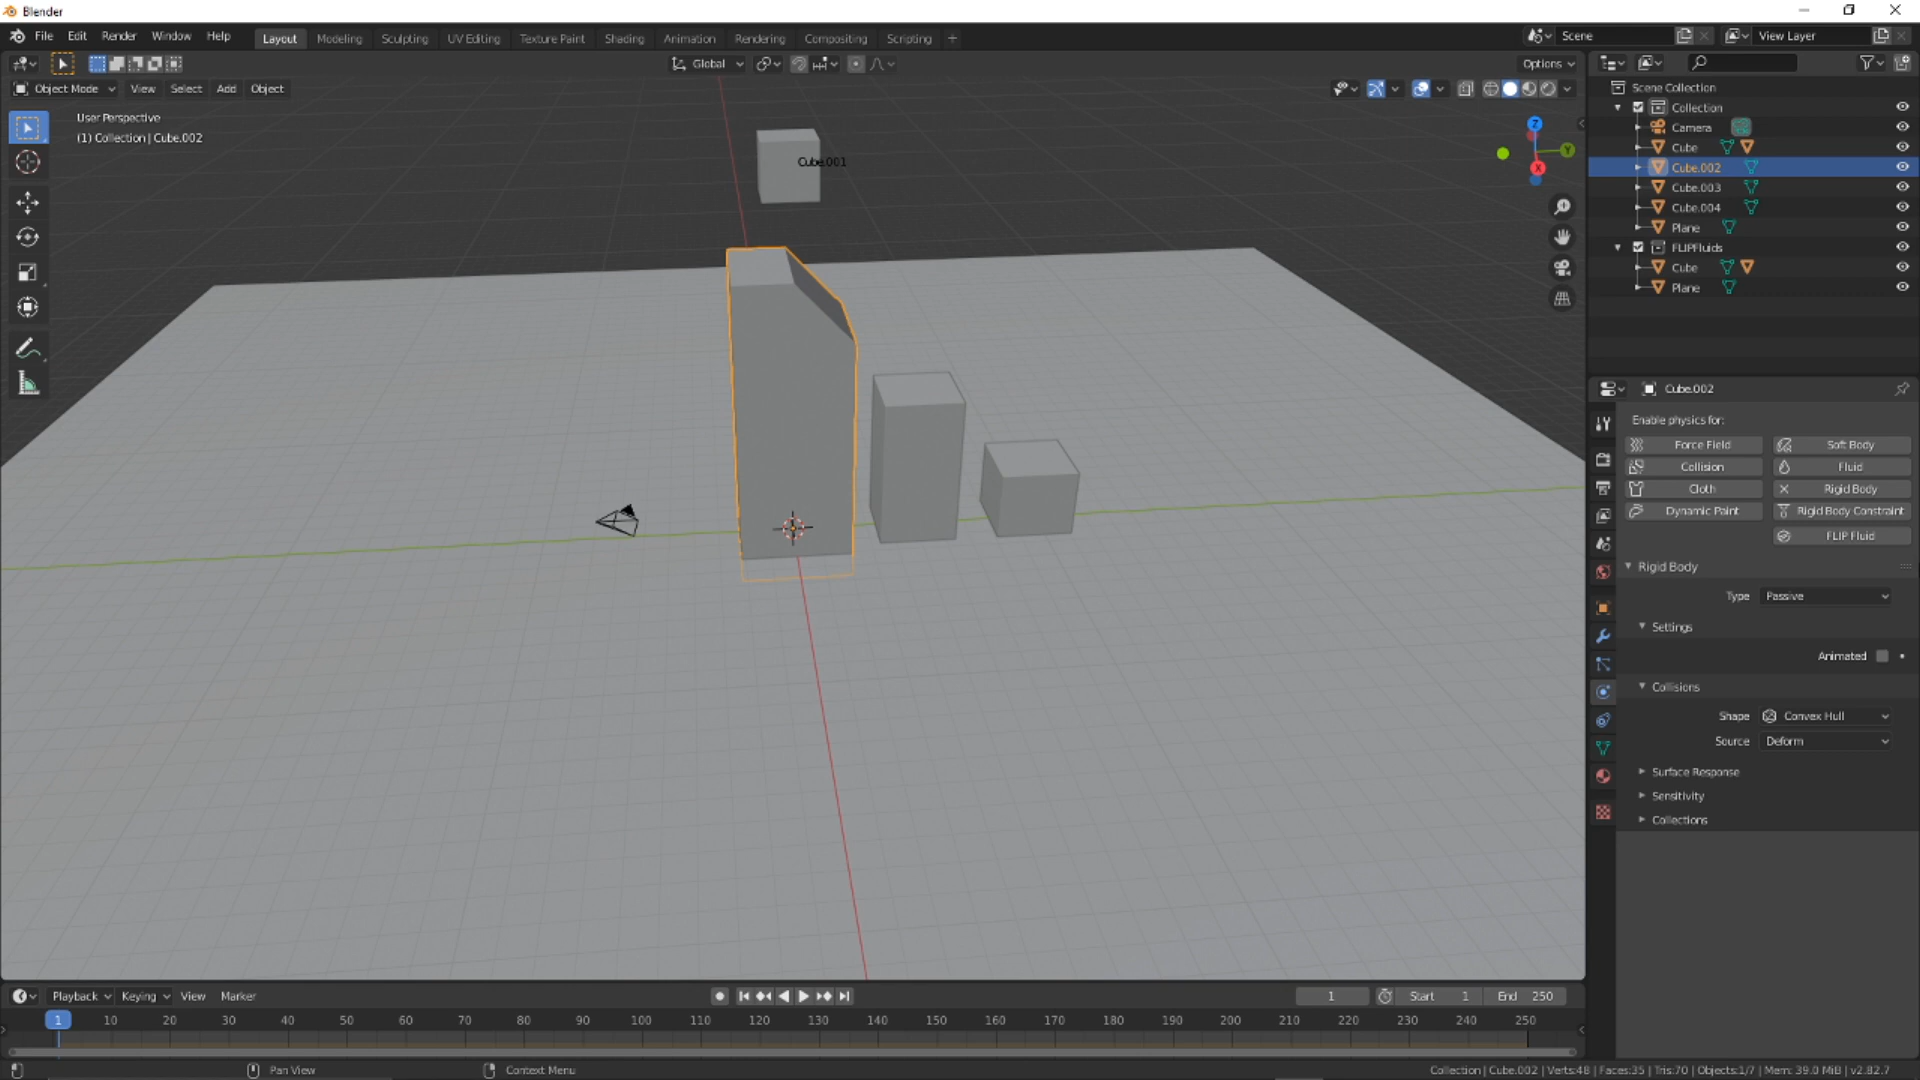 Blender
File Edit Render Window Help Layout Modeling Sculpting UV Editing Texture Paint Shading Animation Rendering Compositing Scripting + Scene View Layer
Global Options
Object Mode View Select Add Object
User Perspective
(1) Collection | Cube.002
Cube.001
Z
Y
X
Scene Collection
Collection
Camera
Cube
Cube.002
Cube.003
Cube.004
Plane
FLIPFluids
Cube
Plane
Cube.002
Enable physics for:
Force Field Soft Body
Collision Fluid
Cloth Rigid Body
Dynamic Paint Rigid Body Constraint
FLIP Fluid
Rigid Body
Type Passive
Settings
Animated
Collisions
Shape Convex Hull
Source Deform
Surface Response
Sensitivity
Collections
Playback Keying View Marker 1 Start 1 End 250
1 10 20 30 40 50 60 70 80 90 100 110 120 130 140 150 160 170 180 190 200 210 220 230 240 250
Pan View Context Menu Collection | Cube.002 | Verts:48 | Faces:35 | Tris:70 | Objects:1/7 | Mem: 39.0 MiB | v2.82.7